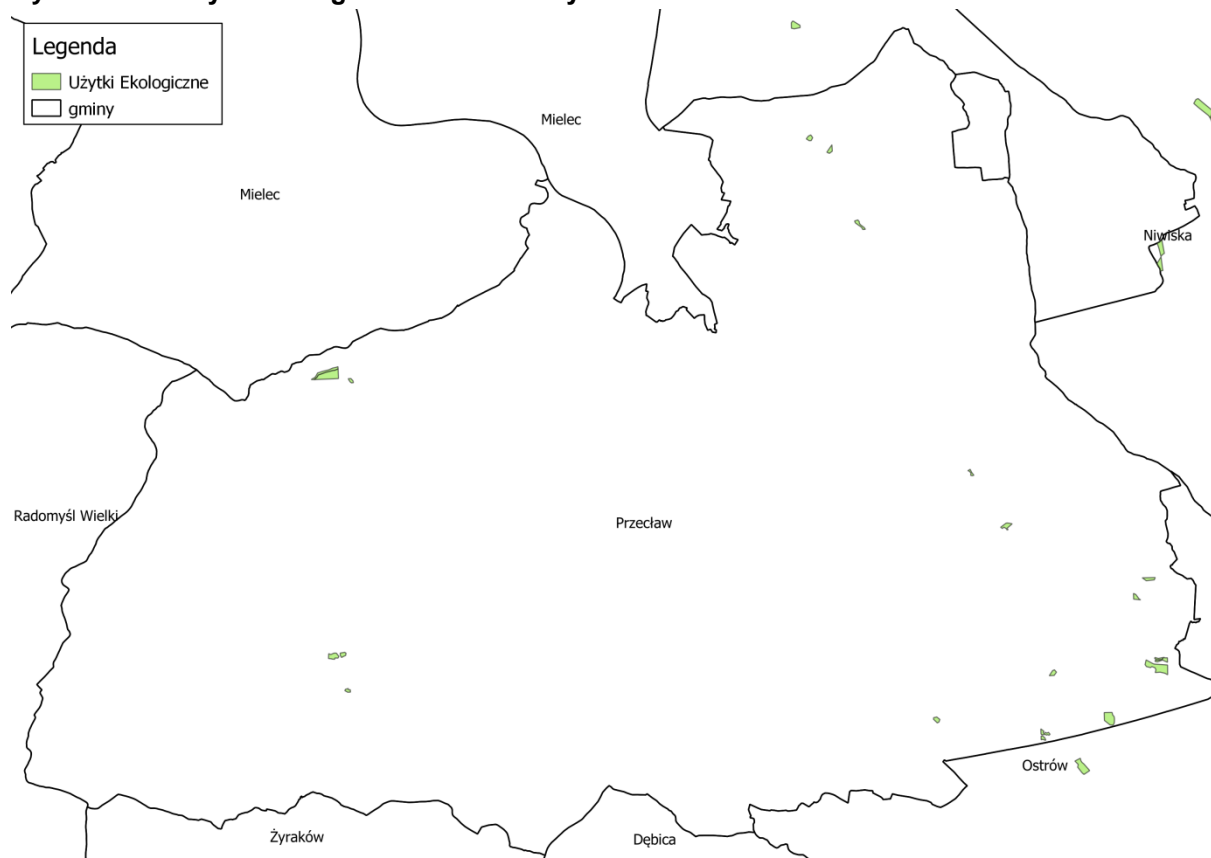 Legenda
Użytki Ekologiczne
gminy
Mielec
Mielec
Niwiska
Radomyśl Wielki
Przecław
Ostrów
Żyraków
Dębica